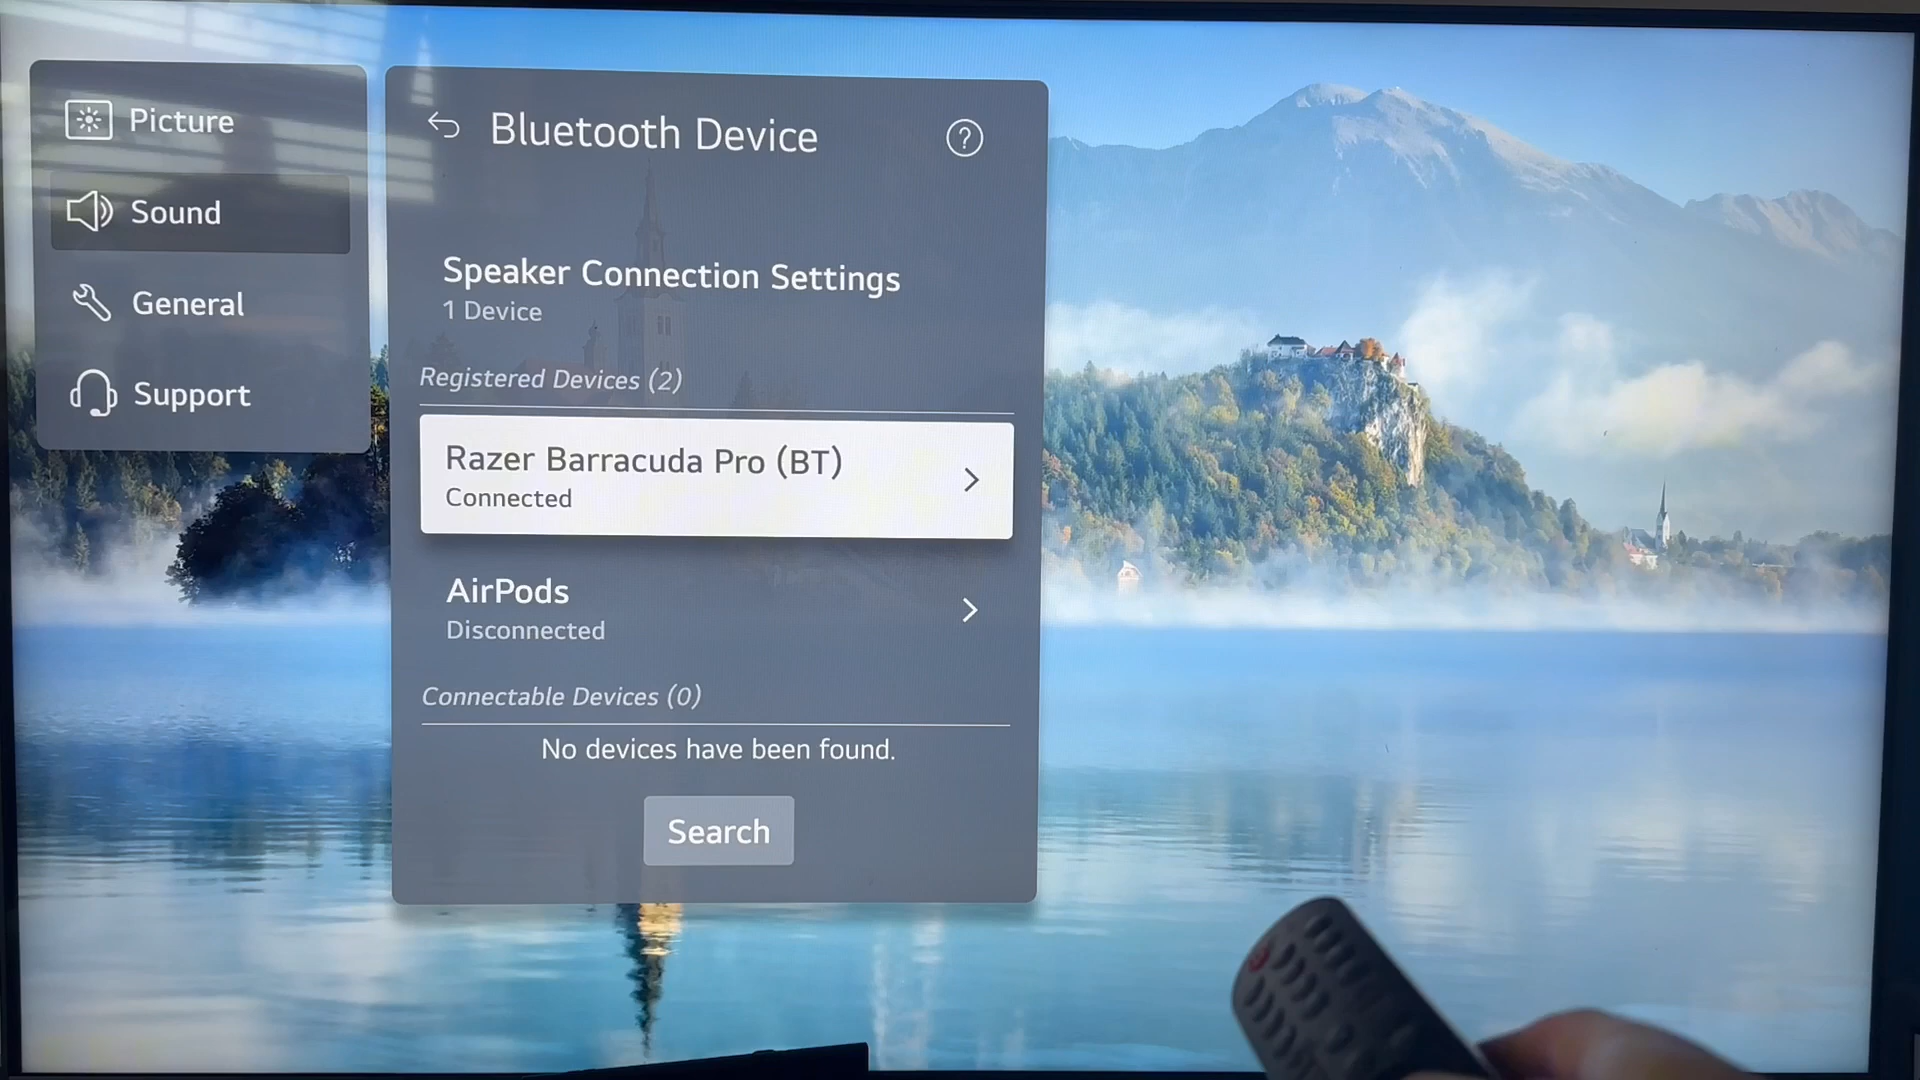 Picture
Sound
General
Support
Bluetooth Device
?
Speaker Connection Settings
1 Device
Registered Devices (2)
Razer Barracuda Pro (BT)
Connected
AirPods
Disconnected
Connectable Devices (0)
No devices have been found.
Search